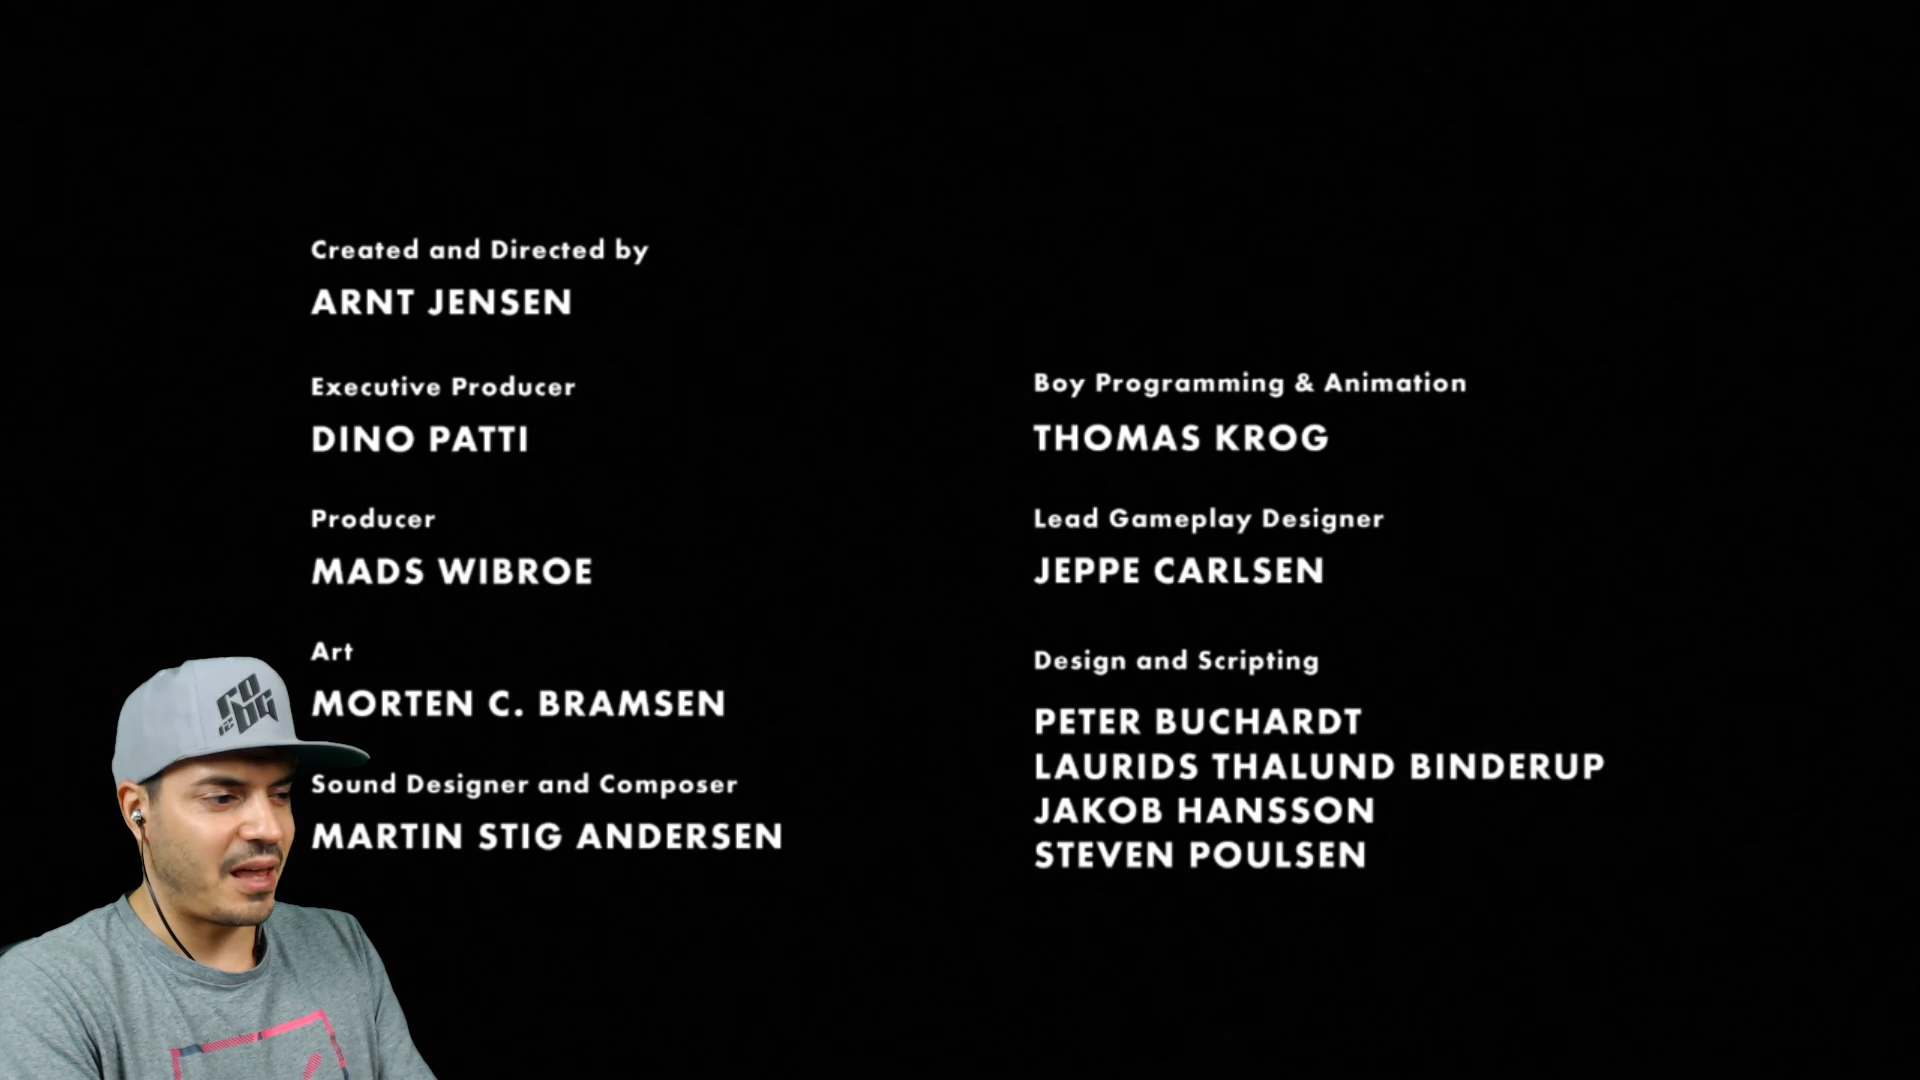 Created and Directed by
ARNT JENSEN
Executive Producer
DINO PATTI
Producer
MADS WIBROE
Art
MORTEN C. BRAMSEN
Sound Designer and Composer
MARTIN STIG ANDERSEN
Boy Programming & Animation
THOMAS KROG
Lead Gameplay Designer
JEPPE CARLSEN
Design and Scripting
PETER BUCHARDT
LAURIDS THALUND BINDERUP
JAKOB HANSSON
STEVEN POULSEN